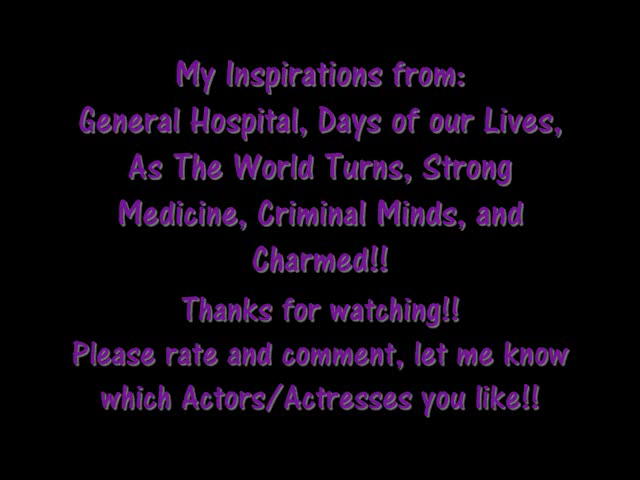 My Inspirations from:
General Hospital, Days of our Lives,
As The World Turns, Strong
Medicine, Criminal Minds, and
Charmed!!
Thanks for watching!!
Please rate and comment, let me know
which Actors/Actresses you like!!